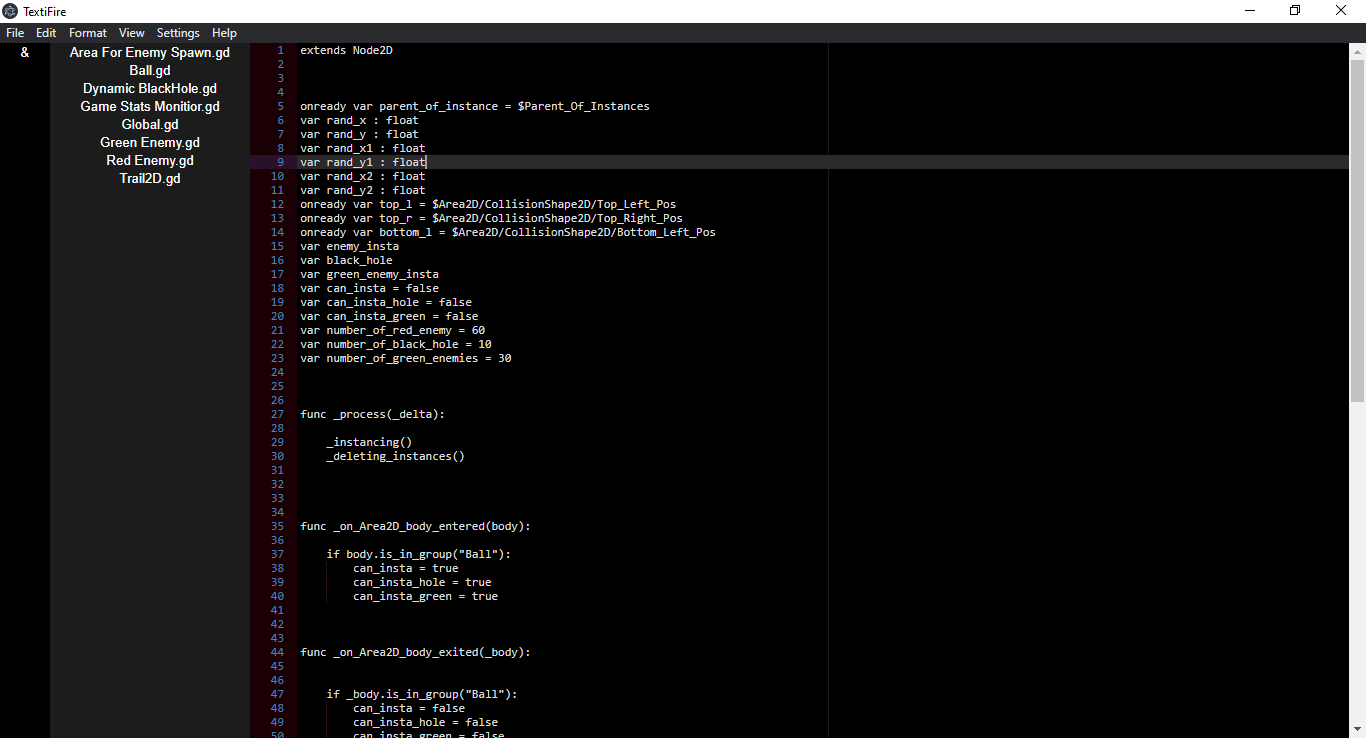 TextiFire
File Edit Format View Settings Help
&
Area For Enemy Spawn.gd
Ball.gd
Dynamic BlackHole.gd
Game Stats Monitior.gd
Global.gd
Green Enemy.gd
Red Enemy.gd
Trail2D.gd
1 extends Node2D
2
3
4
5 onready var parent_of_instance = $Parent_Of_Instances
6 var rand_x : float
7 var rand_y : float
8 var rand_x1 : float
9 var rand_y1 : float
10 var rand_x2 : float
11 var rand_y2 : float
12 onready var top_l = $Area2D/CollisionShape2D/Top_Left_Pos
13 onready var top_r = $Area2D/CollisionShape2D/Top_Right_Pos
14 onready var bottom_l = $Area2D/CollisionShape2D/Bottom_Left_Pos
15 var enemy_insta
16 var black_hole
17 var green_enemy_insta
18 var can_insta = false
19 var can_insta_hole = false
20 var can_insta_green = false
21 var number_of_red_enemy = 60
22 var number_of_black_hole = 10
23 var number_of_green_enemies = 30
24
25
26
27 func _process(_delta):
28
29 _instancing()
30 _deleting_instances()
31
32
33
34
35 func _on_Area2D_body_entered(body):
36
37 if body.is_in_group("Ball"):
38 can_insta = true
39 can_insta_hole = true
40 can_insta_green = true
41
42
43
44 func _on_Area2D_body_exited(_body):
45
46
47 if _body.is_in_group("Ball"):
48 can_insta = false
49 can_insta_hole = false
50 can_insta_green = false